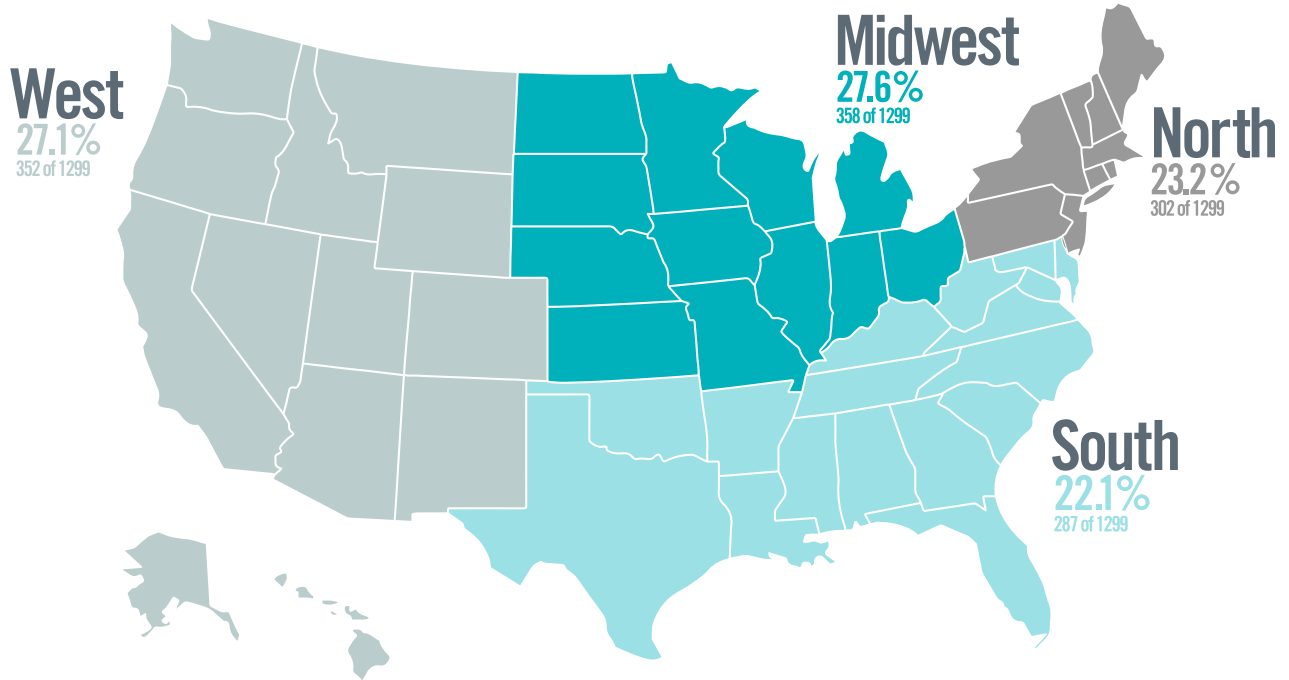 West
27.1%
352 of 1299
Midwest
27.6%
358 of 1299
North
23.2%
302 of 1299
South
22.1%
287 of 1299